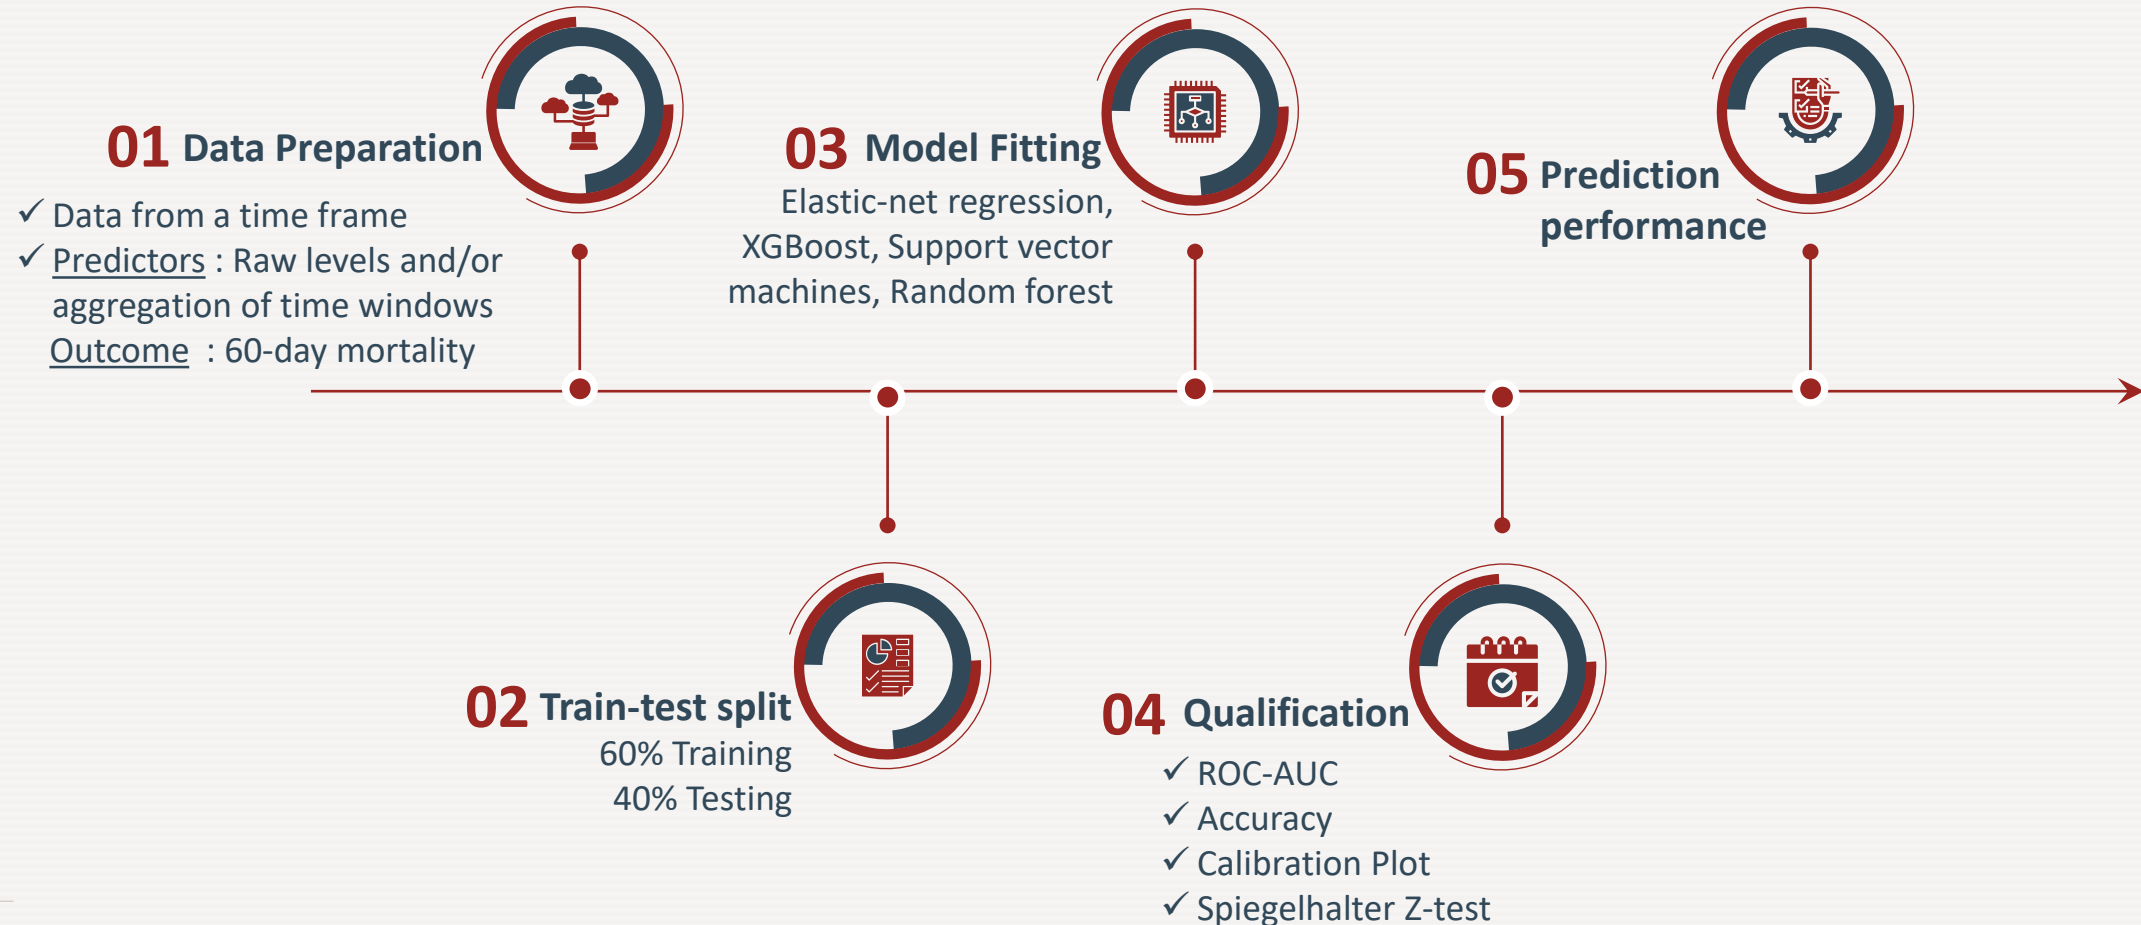 01 Data Preparation
✓ Data from a time frame
✓ Predictors : Raw levels and/or
aggregation of time windows
Outcome : 60-day mortality
02 Train-test split
60% Training
40% Testing
03 Model Fitting
Elastic-net regression,
XGBoost, Support vector
machines, Random forest
04 Qualification
✓ ROC-AUC
✓ Accuracy
✓ Calibration Plot
✓ Spiegelhalter Z-test
05 Prediction
performance